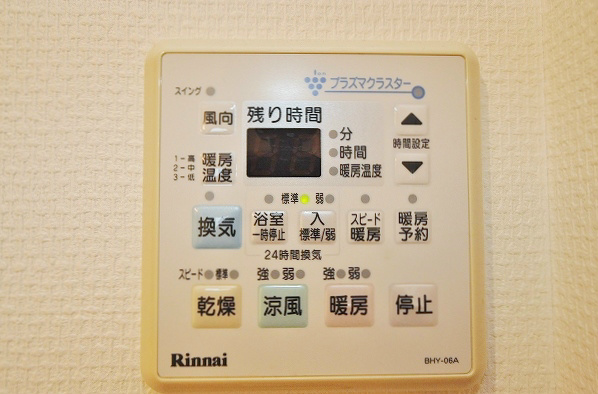 プラズマクラスター
スイング
風向
残り時間
分
時間
暖房温度
時間設定
1-高
2-中
3-低
暖房
温度
標準 弱
換気
浴室
一時停止
入
標準/弱
スピード
暖房
暖房
予約
24時間換気
スピード 標準
強 弱
強 弱
乾燥
涼風
暖房
停止
Rinnai
BHY-06A